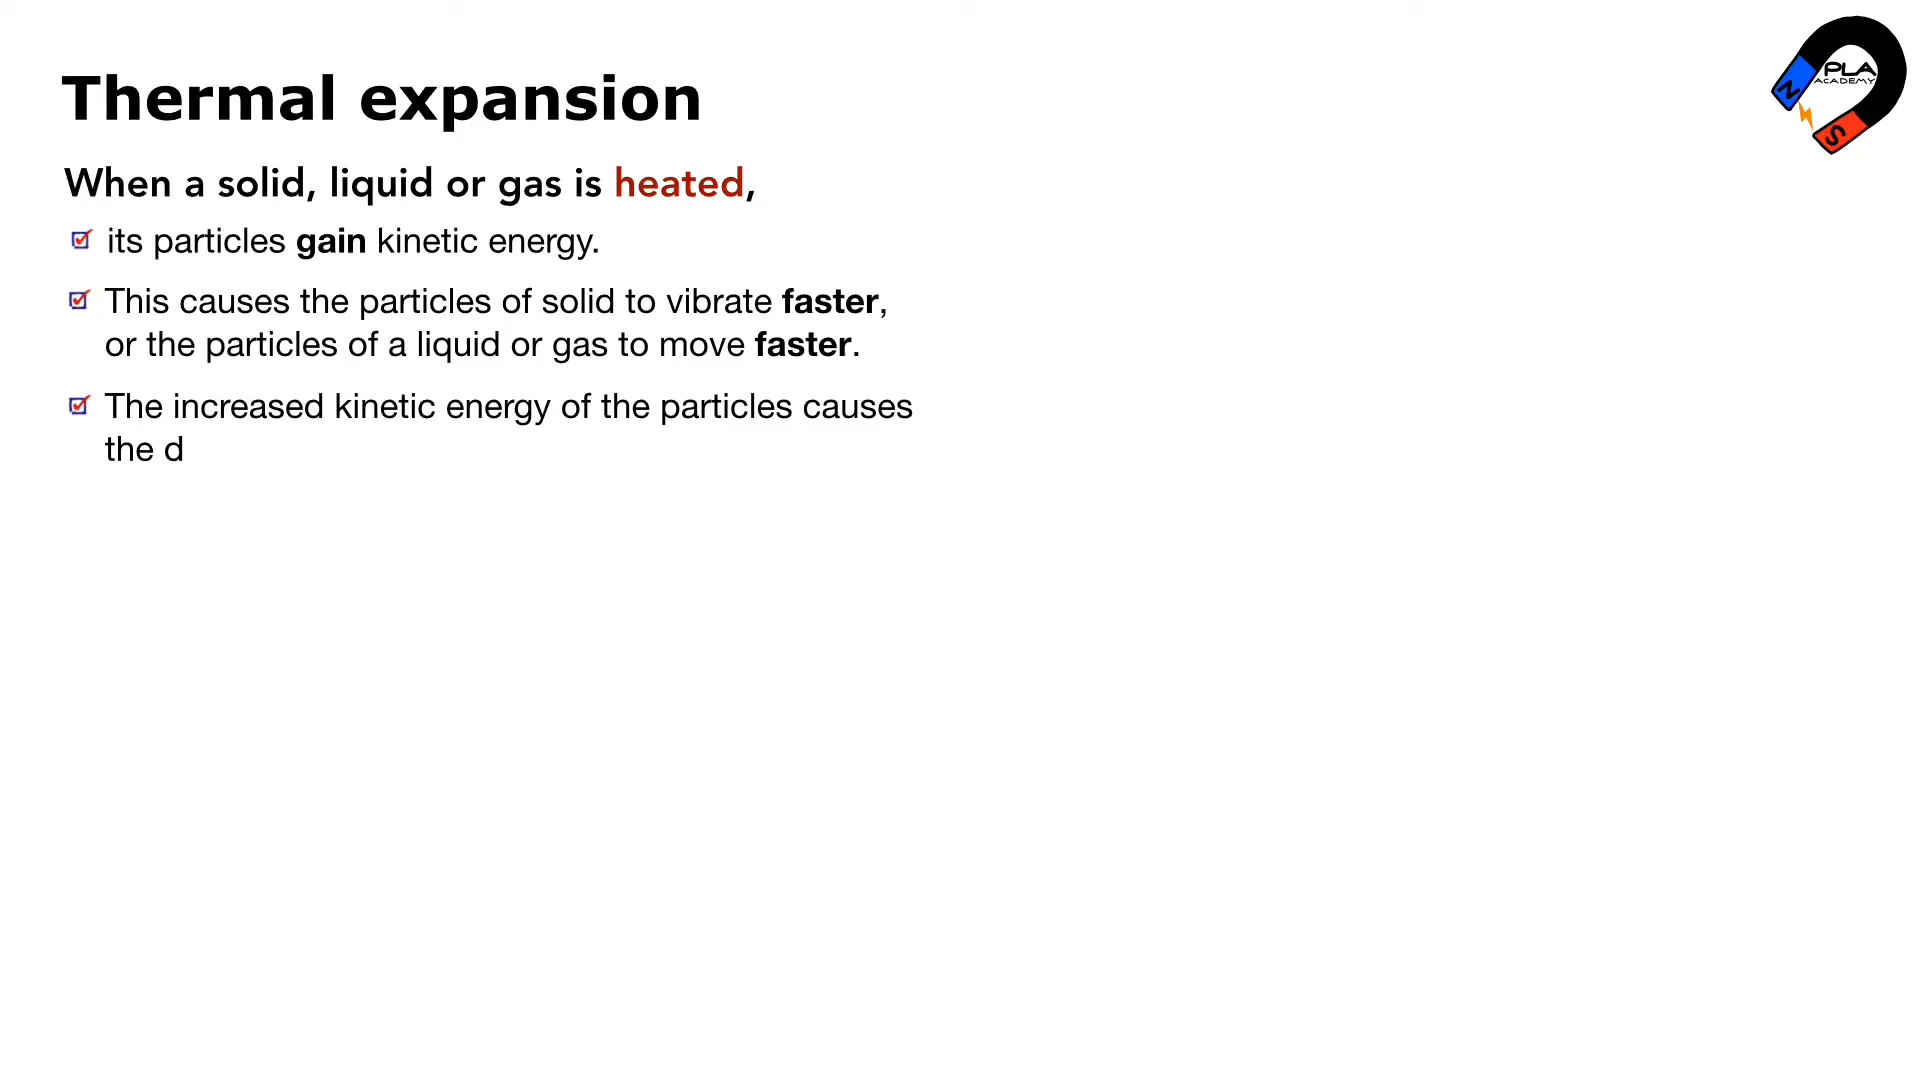 Thermal expansion
When a solid, liquid or gas is heated,
its particles gain kinetic energy.
This causes the particles of solid to vibrate faster,
or the particles of a liquid or gas to move faster.
The increased kinetic energy of the particles causes
the d
PLA
ACADEMY
N
S